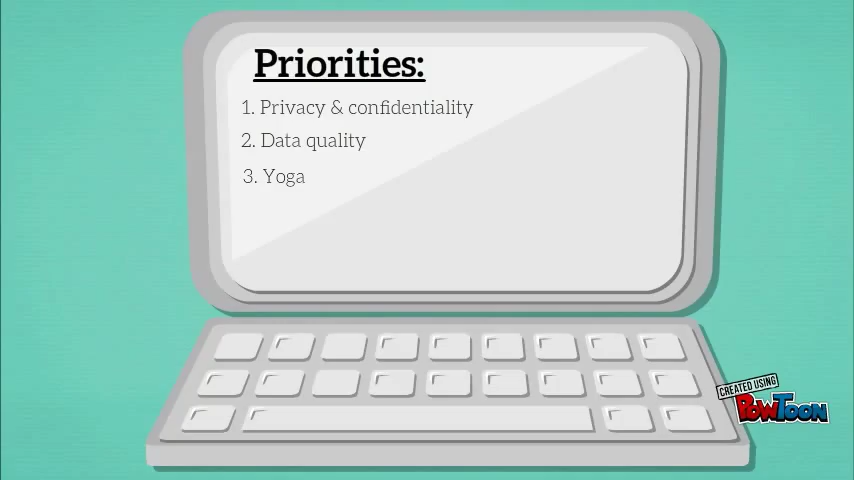 Priorities:
1. Privacy & confidentiality
2. Data quality
3. Yoga
CREATED USING
POWTOON